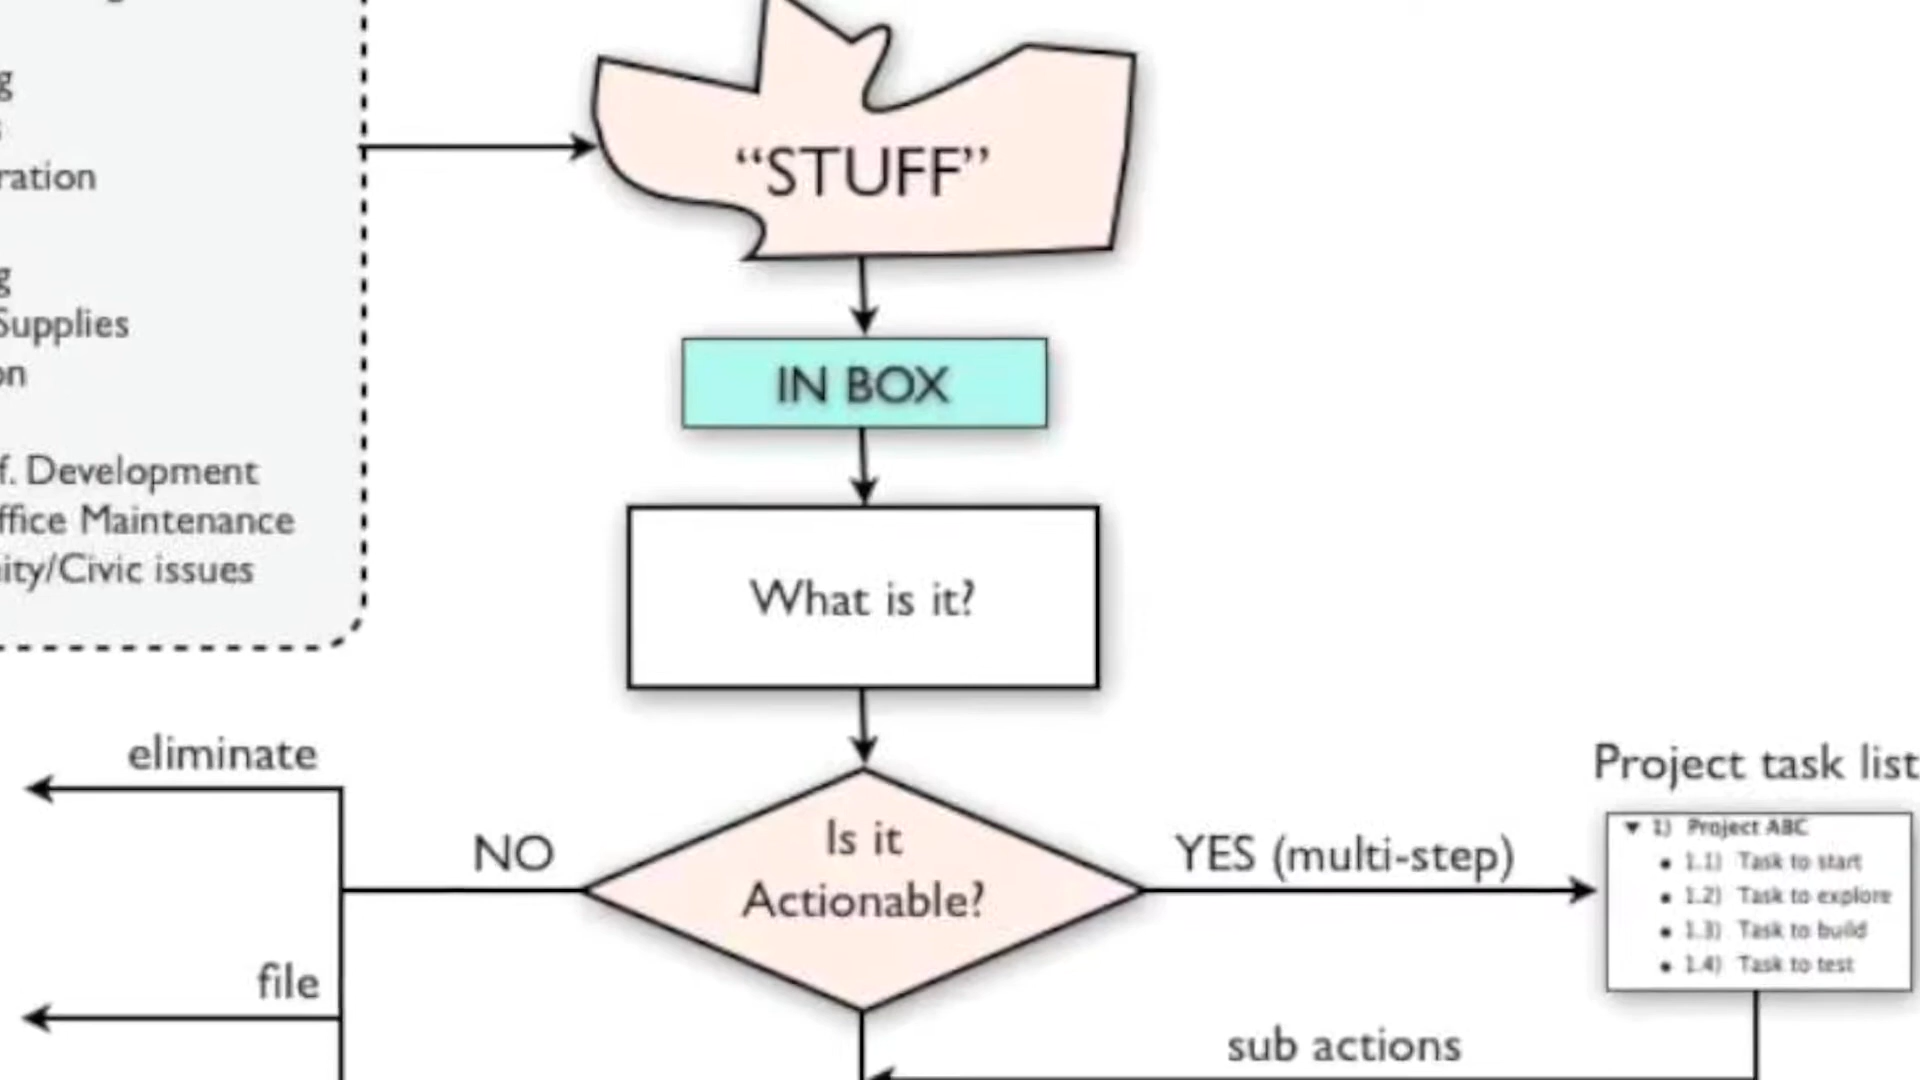 “STUFF”
ration
IN BOX
Supplies
on
f. Development
ffice Maintenance
ity/Civic issues
What is it?
eliminate
NO
Is it
Actionable?
YES (multi-step)
Project task list
1) Project ABC
1.1) Task to start
1.2) Task to explore
1.3) Task to build
1.4) Task to test
file
sub actions